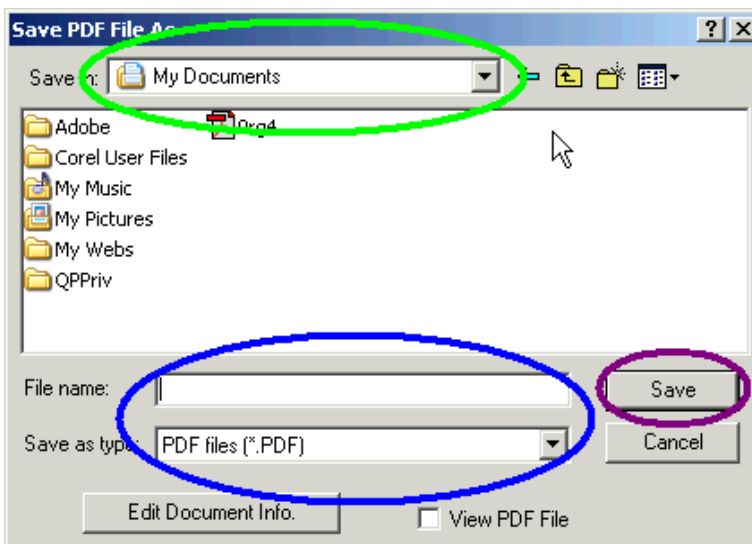 Save PDF File As
Save in: My Documents
Adobe
Org4
Corel User Files
My Music
My Pictures
My Webs
QPPriv
File name:
Save
Save as type: PDF files (*.PDF)
Cancel
Edit Document Info.
View PDF File